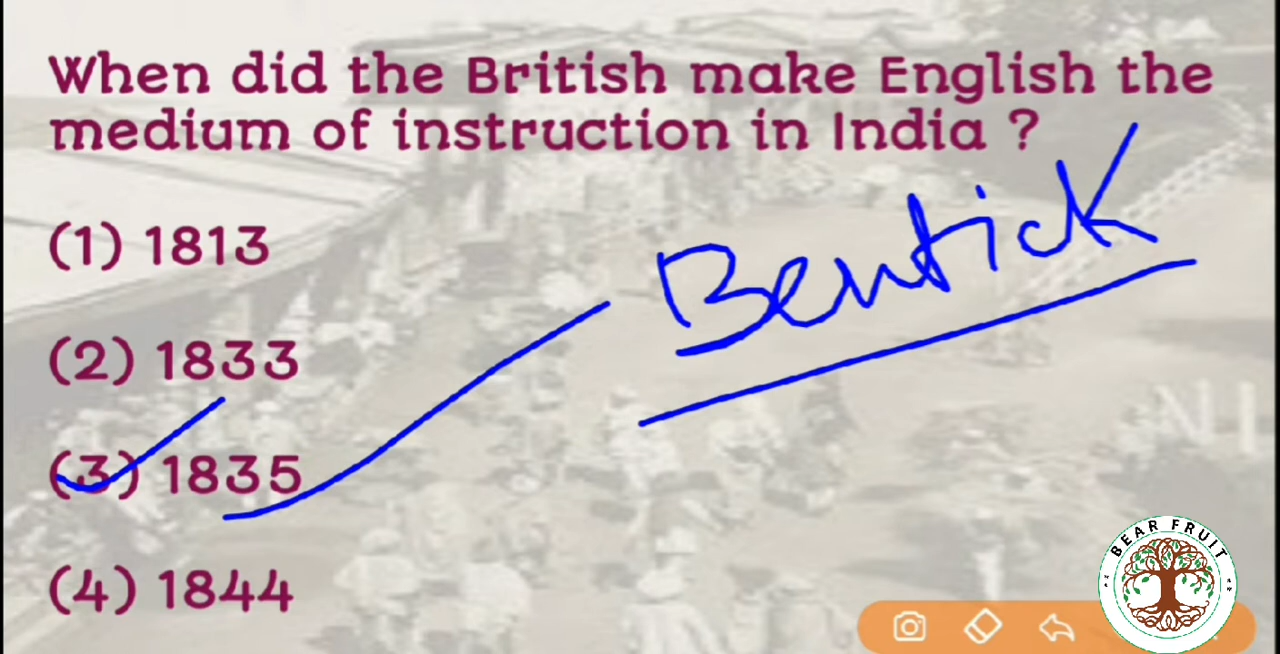 When did the British make English the
medium of instruction in India ?
(1) 1813
Bentick
(2) 1833
(3) 1835
(4) 1844
BEAR FRUIT